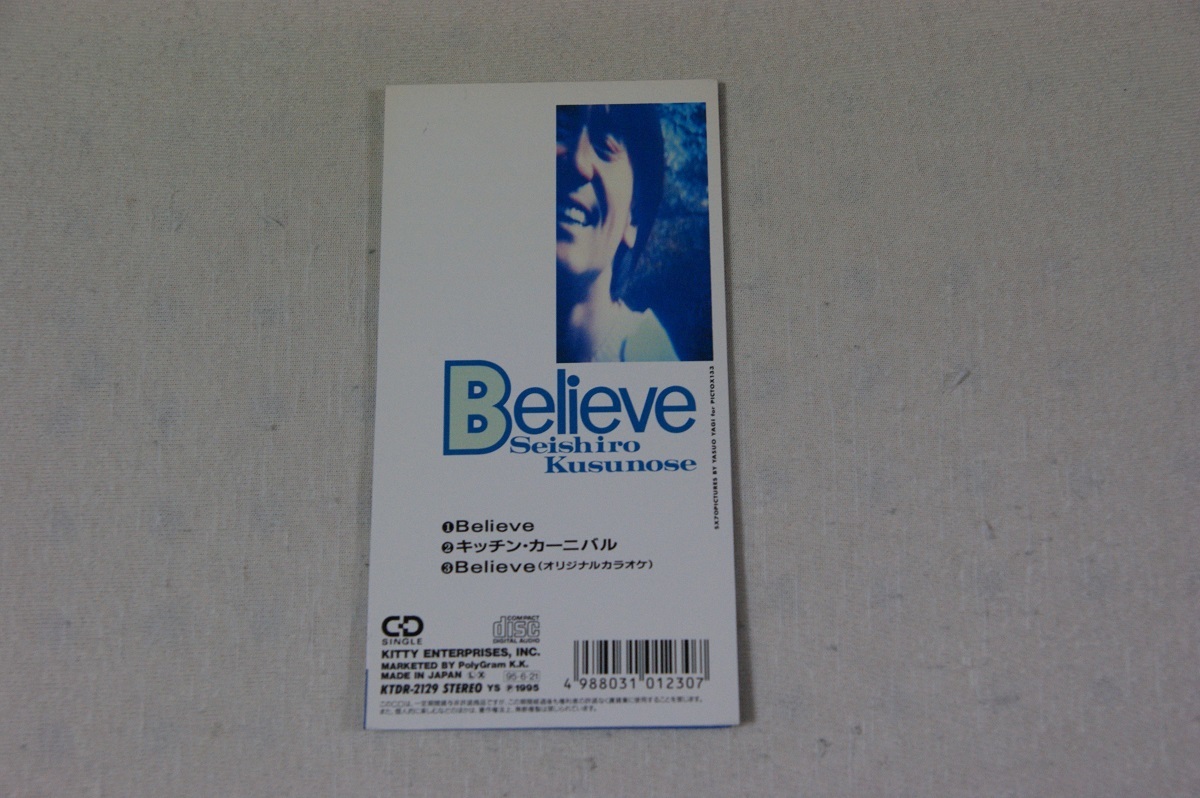 Believe
Seishiro
Kusunose
SX70PICTURES BY YASUO YAGI for PICTOX133
❶Believe
❷キッチン・カーニバル
❸Believe(オリジナルカラオケ)
CD
SINGLE
COMPACT
disc
DIGITAL AUDIO
KITTY ENTERPRISES, INC.
MARKETED BY PolyGram K.K.
MADE IN JAPAN L-X 95·6·21
KTDR-2129 STEREO YS Ⓟ1995
4 988031 012307